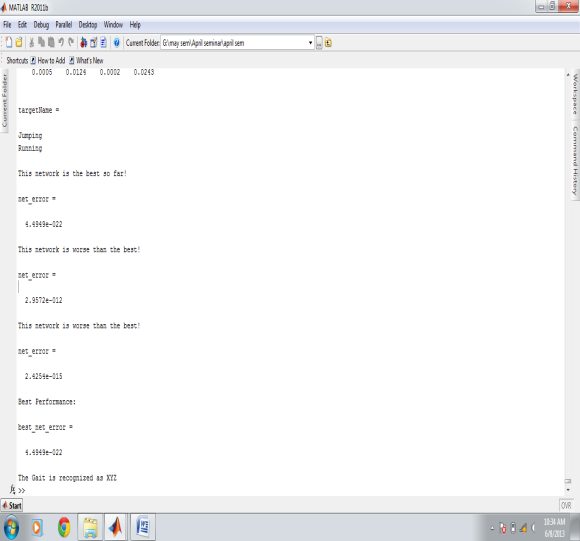 MATLAB R2011b
File Edit Debug Parallel Desktop Window Help
Current Folder: G:\may sem\April seminar\april sem
Shortcuts How to Add What's New
0.0005 0.0124 0.0002 0.0243
Current Folder
Workspace
Command History
targetName =
Jumping
Running
This network is the best so far!
net_error =
4.4949e-022
This network is worse than the best!
net_error =
2.9572e-012
This network is worse than the best!
net_error =
2.4254e-015
Best Performance:
best_net_error =
4.4949e-022
The Gait is recognized as XYZ
fx >>
Start
OVR
10:34 AM
6/8/2013